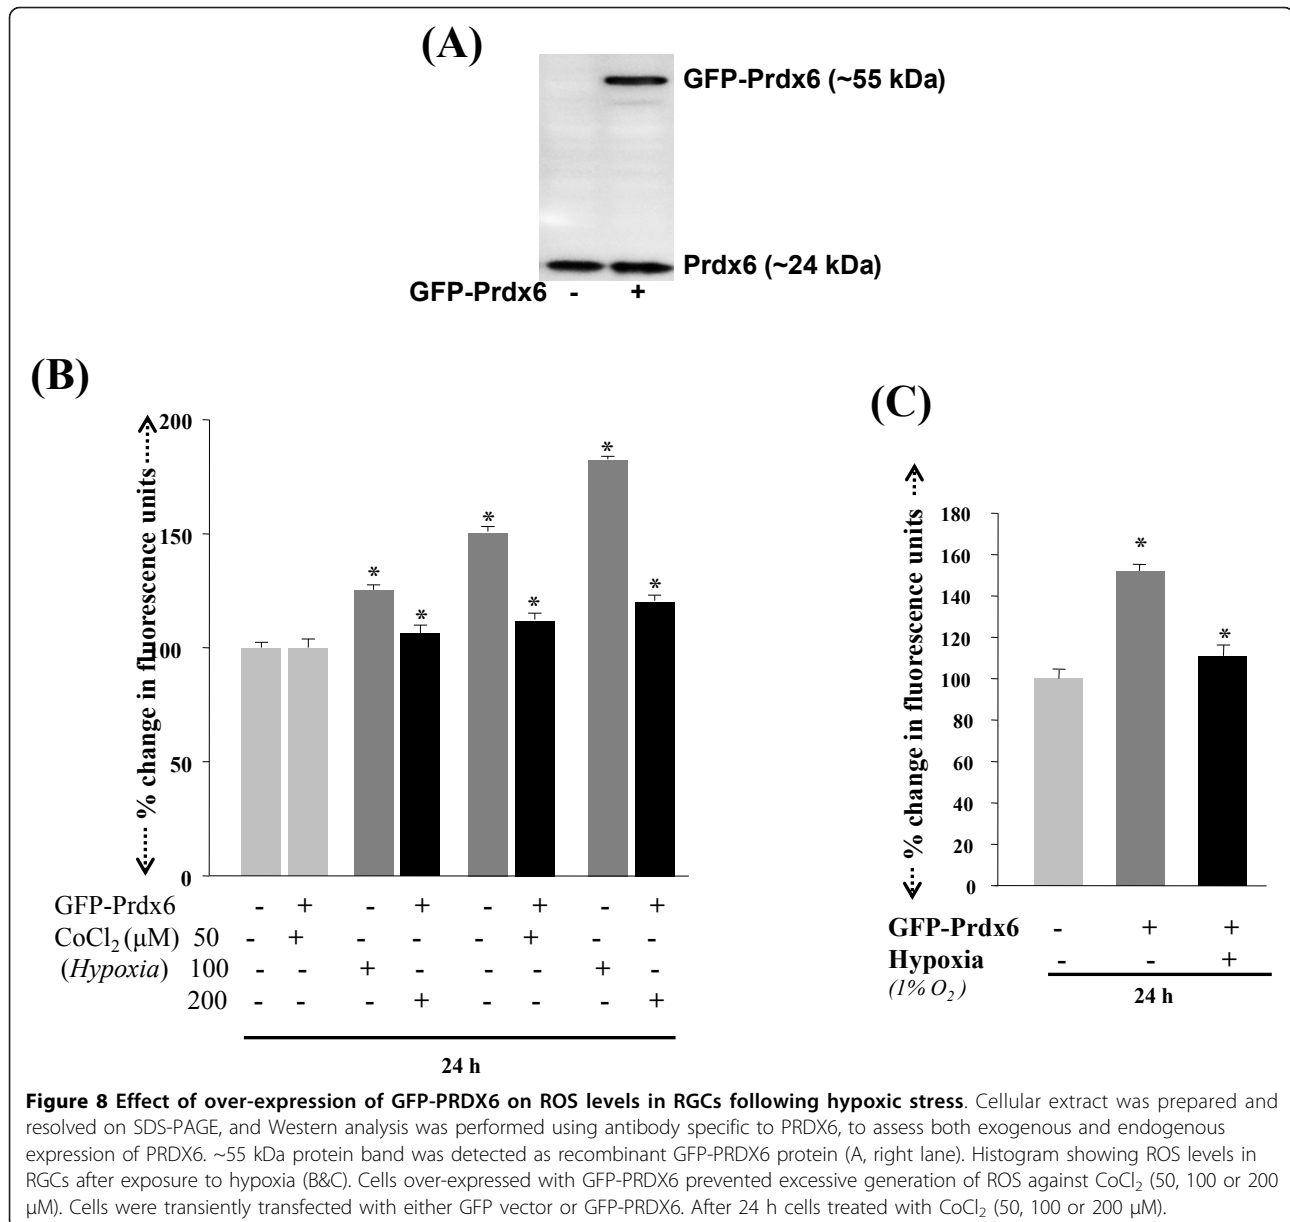 (A)
GFP-Prdx6 (~55 kDa)
Prdx6 (~24 kDa)
GFP-Prdx6 - +
(B)
% change in fluorescence units
200
150
100
50
0
* * * * * *
GFP-Prdx6 - + - + - + - +
CoCl2 (µM) 50 - + - - - + - -
(Hypoxia) 100 - - + - - - + -
200 - - - + - - - +
24 h
(C)
% change in fluorescence units
180
160
140
120
100
80
60
40
20
0
* *
GFP-Prdx6 - + +
Hypoxia - - +
(1% O2)
24 h
Figure 8 Effect of over-expression of GFP-PRDX6 on ROS levels in RGCs following hypoxic stress. Cellular extract was prepared and
resolved on SDS-PAGE, and Western analysis was performed using antibody specific to PRDX6, to assess both exogenous and endogenous
expression of PRDX6. ~55 kDa protein band was detected as recombinant GFP-PRDX6 protein (A, right lane). Histogram showing ROS levels in
RGCs after exposure to hypoxia (B&C). Cells over-expressed with GFP-PRDX6 prevented excessive generation of ROS against CoCl2 (50, 100 or 200
µM). Cells were transiently transfected with either GFP vector or GFP-PRDX6. After 24 h cells treated with CoCl2 (50, 100 or 200 µM).